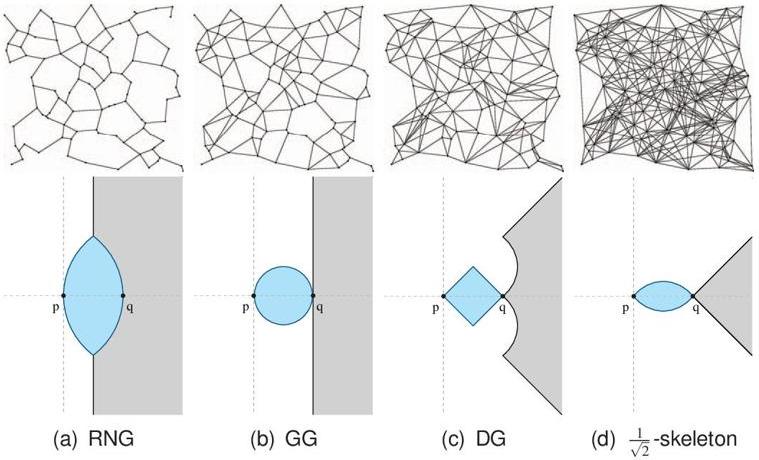 p q p q p q p q
(a) RNG (b) GG (c) DG (d) $\frac{1}{\sqrt{2}}$-skeleton